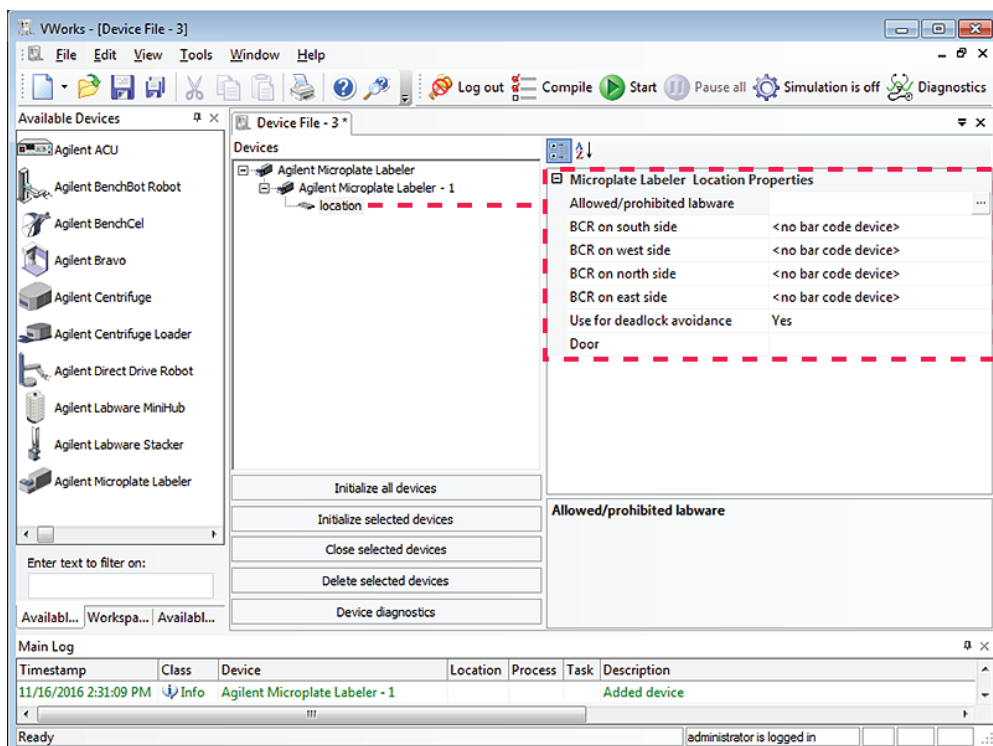 VWorks - [Device File - 3]
File Edit View Tools Window Help
Log out Compile Start Pause all Simulation is off Diagnostics
Available Devices
Agilent ACU
Agilent BenchBot Robot
Agilent BenchCel
Agilent Bravo
Agilent Centrifuge
Agilent Centrifuge Loader
Agilent Direct Drive Robot
Agilent Labware MiniHub
Agilent Labware Stacker
Agilent Microplate Labeler
Enter text to filter on:
Availabl... Workspa... Availabl...
Device File - 3 *
Devices
Agilent Microplate Labeler
Agilent Microplate Labeler - 1
location
Initialize all devices
Initialize selected devices
Close selected devices
Delete selected devices
Device diagnostics
Microplate Labeler Location Properties
Allowed/prohibited labware ...
BCR on south side <no bar code device>
BCR on west side <no bar code device>
BCR on north side <no bar code device>
BCR on east side <no bar code device>
Use for deadlock avoidance Yes
Door
Allowed/prohibited labware
Main Log
Timestamp Class Device Location Process Task Description
11/16/2016 2:31:09 PM Info Agilent Microplate Labeler - 1 Added device
Ready administrator is logged in